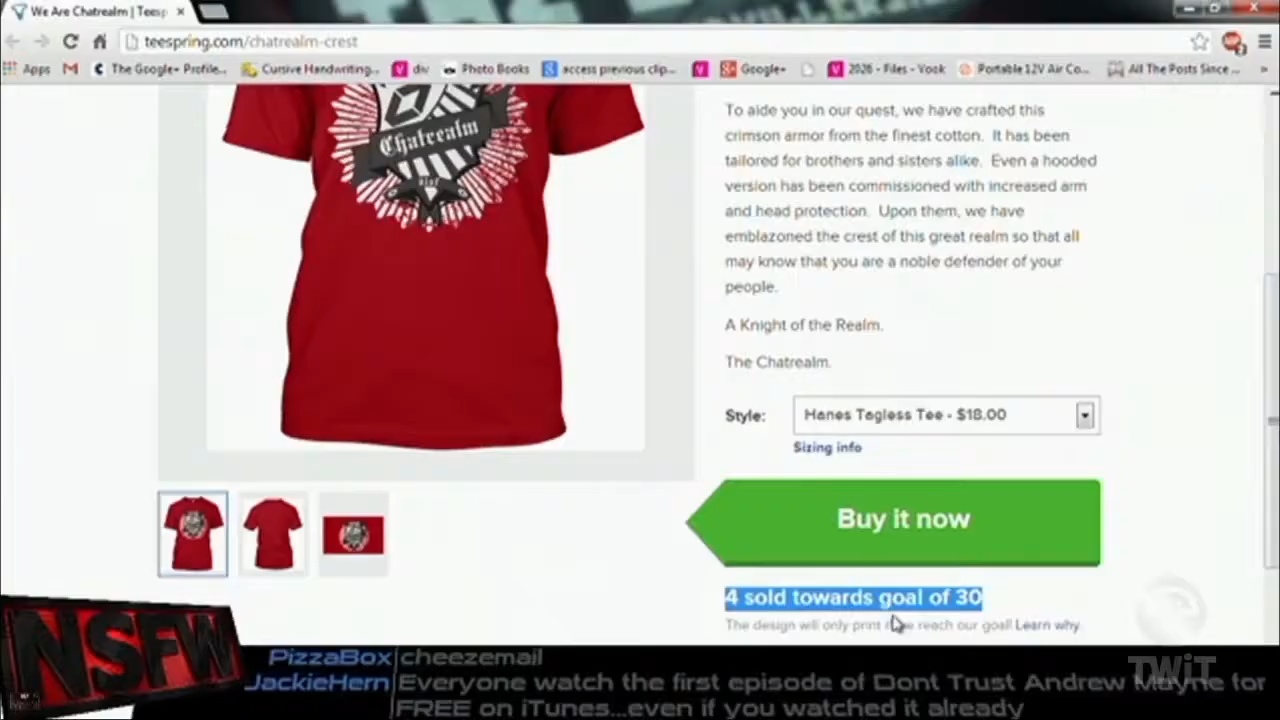 We Are Chatrealm | Teesp
teespring.com/chatrealm-crest
Apps
The Google+ Profile...
Cursive Handwriting...
div
Photo Books
access previous clip...
Google+
2026 - Files - Yook
Portable 12V Air Co...
All The Posts Since ...
»
Chatrealm
To aide you in our quest, we have crafted this
crimson armor from the finest cotton. It has been
tailored for brothers and sisters alike. Even a hooded
version has been commissioned with increased arm
and head protection. Upon them, we have
emblazoned the crest of this great realm so that all
may know that you are a noble defender of your
people.
A Knight of the Realm.
The Chatrealm.
Style: Hanes Tagless Tee - $18.00
Sizing info
Buy it now
4 sold towards goal of 30
The design will only print reach our goal! Learn why.
NSFW
PizzaBox cheezemail
JackieHern Everyone watch the first episode of Dont Trust Andrew Mayne for
FREE on iTunes...even if you watched it already
TWiT